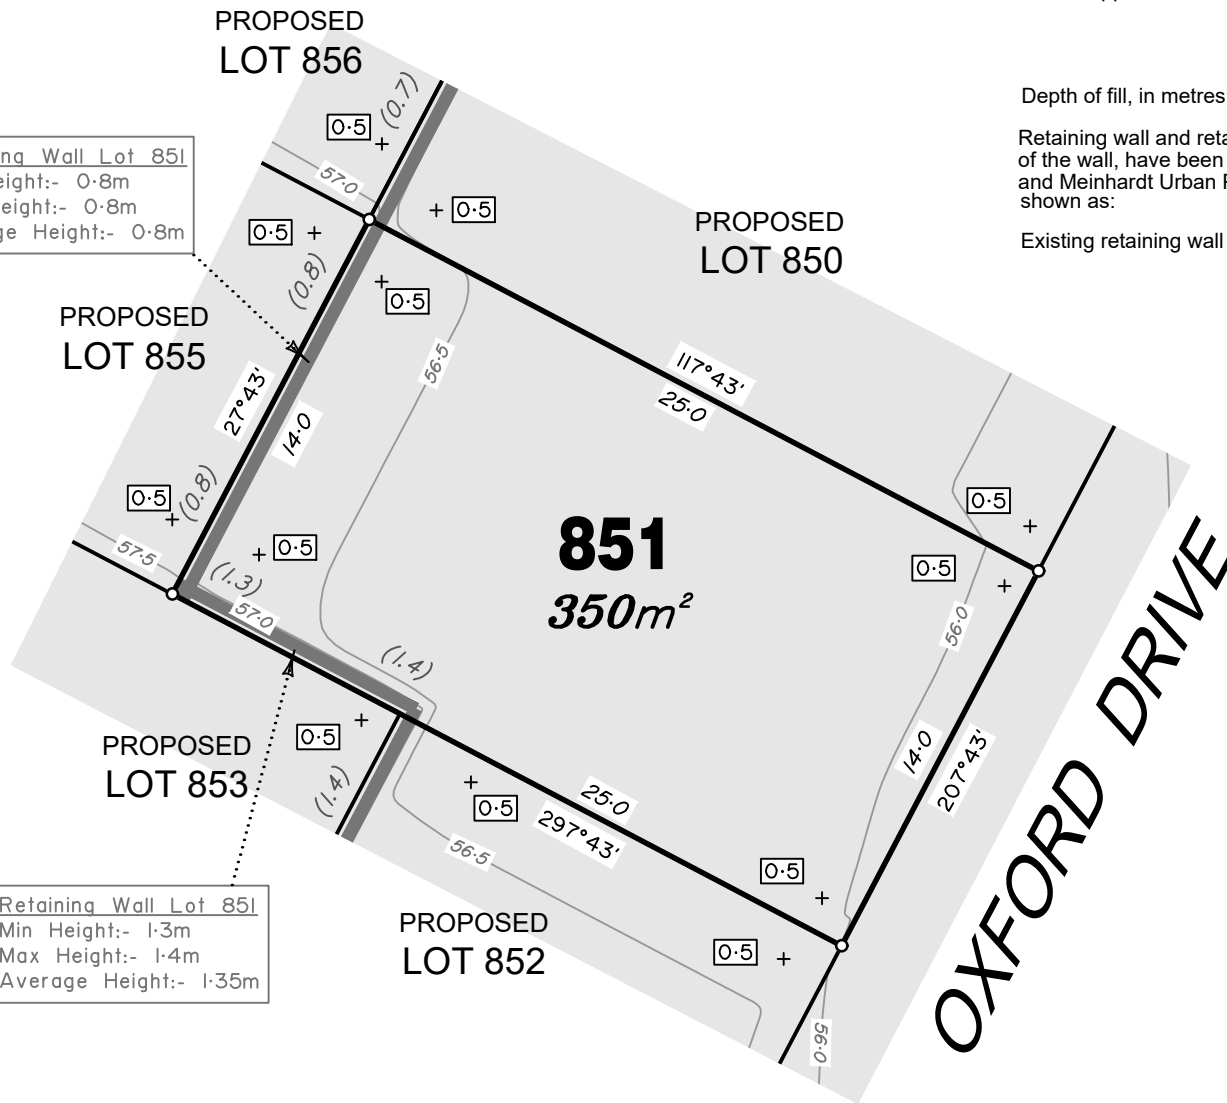 PROPOSED
LOT 856
(0.7)
0·5
57·0
ng Wall Lot 851
eight:- 0·8m
eight:- 0·8m
ge Height:- 0·8m
0·5
0·5
(0.8)
0·5
PROPOSED
LOT 855
PROPOSED
LOT 850
Depth of fill, in metres
Retaining wall and reta
of the wall, have been
and Meinhardt Urban
shown as:
Existing retaining wall
56·5
117°43'
25·0
27°43'
14·0
0·5
(0.8)
57·5
0·5
(1.3)
57·0
851
350m²
0·5
0·5
56·0
(1.4)
0·5
PROPOSED
LOT 853
(1.4)
0·5
25·0
297°43'
56·5
14·0
207°43'
OXFORD DRIVE
0·5
0·5
56·0
Retaining Wall Lot 851
Min Height:- 1·3m
Max Height:- 1·4m
Average Height:- 1·35m
PROPOSED
LOT 852